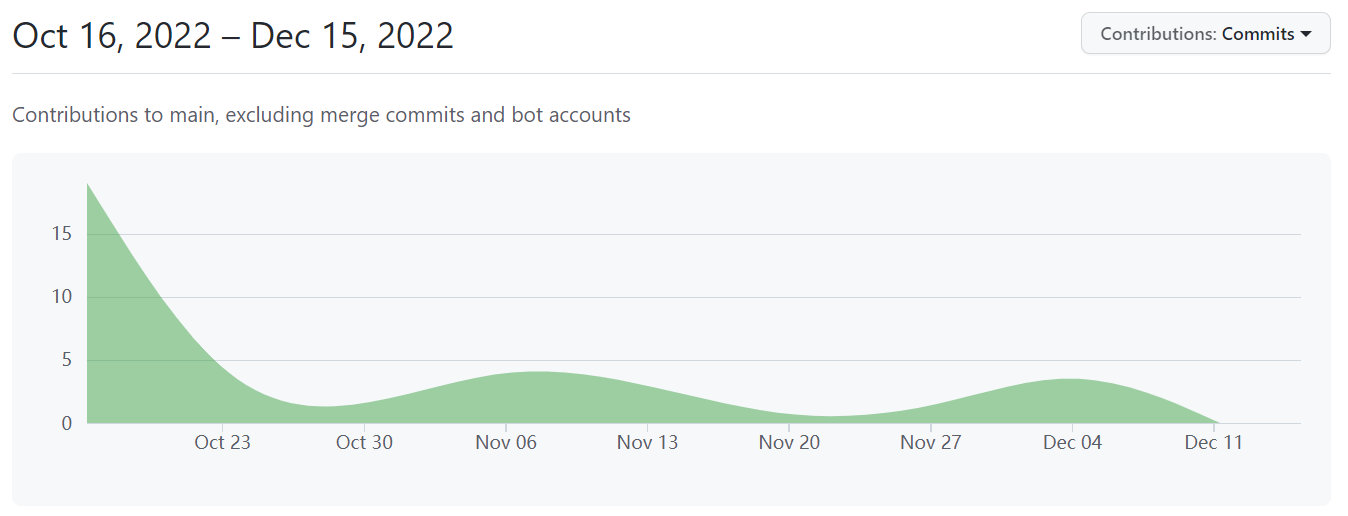 Oct 16, 2022 – Dec 15, 2022
Contributions: Commits
Contributions to main, excluding merge commits and bot accounts
15
10
5
0
Oct 23 Oct 30 Nov 06 Nov 13 Nov 20 Nov 27 Dec 04 Dec 11